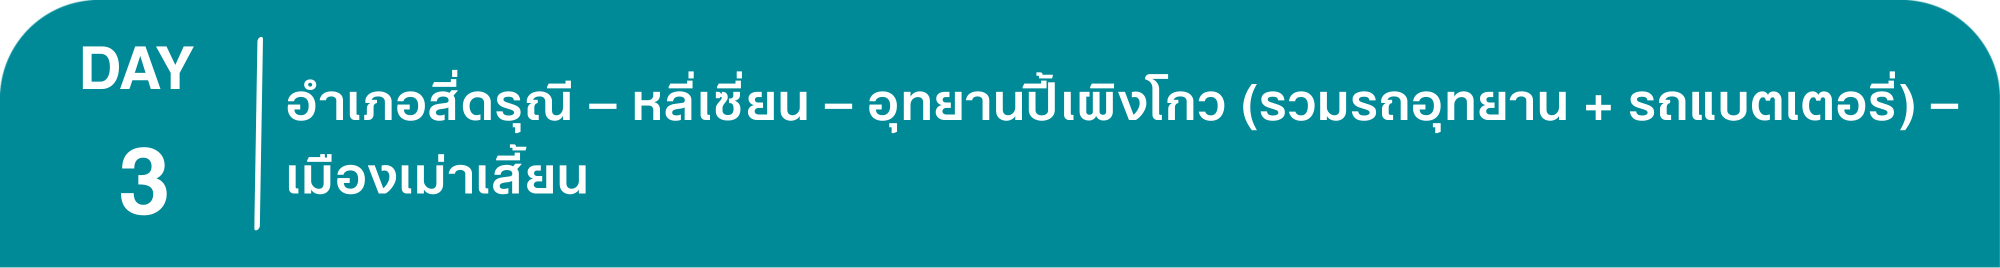 DAY
3
อำเภอสี่ดรุณี – หลี่เซี่ยน – อุทยานปี้เผิงโกว (รวมรถอุทยาน + รถแบตเตอรี่) –
เมืองเม่าเสี้ยน